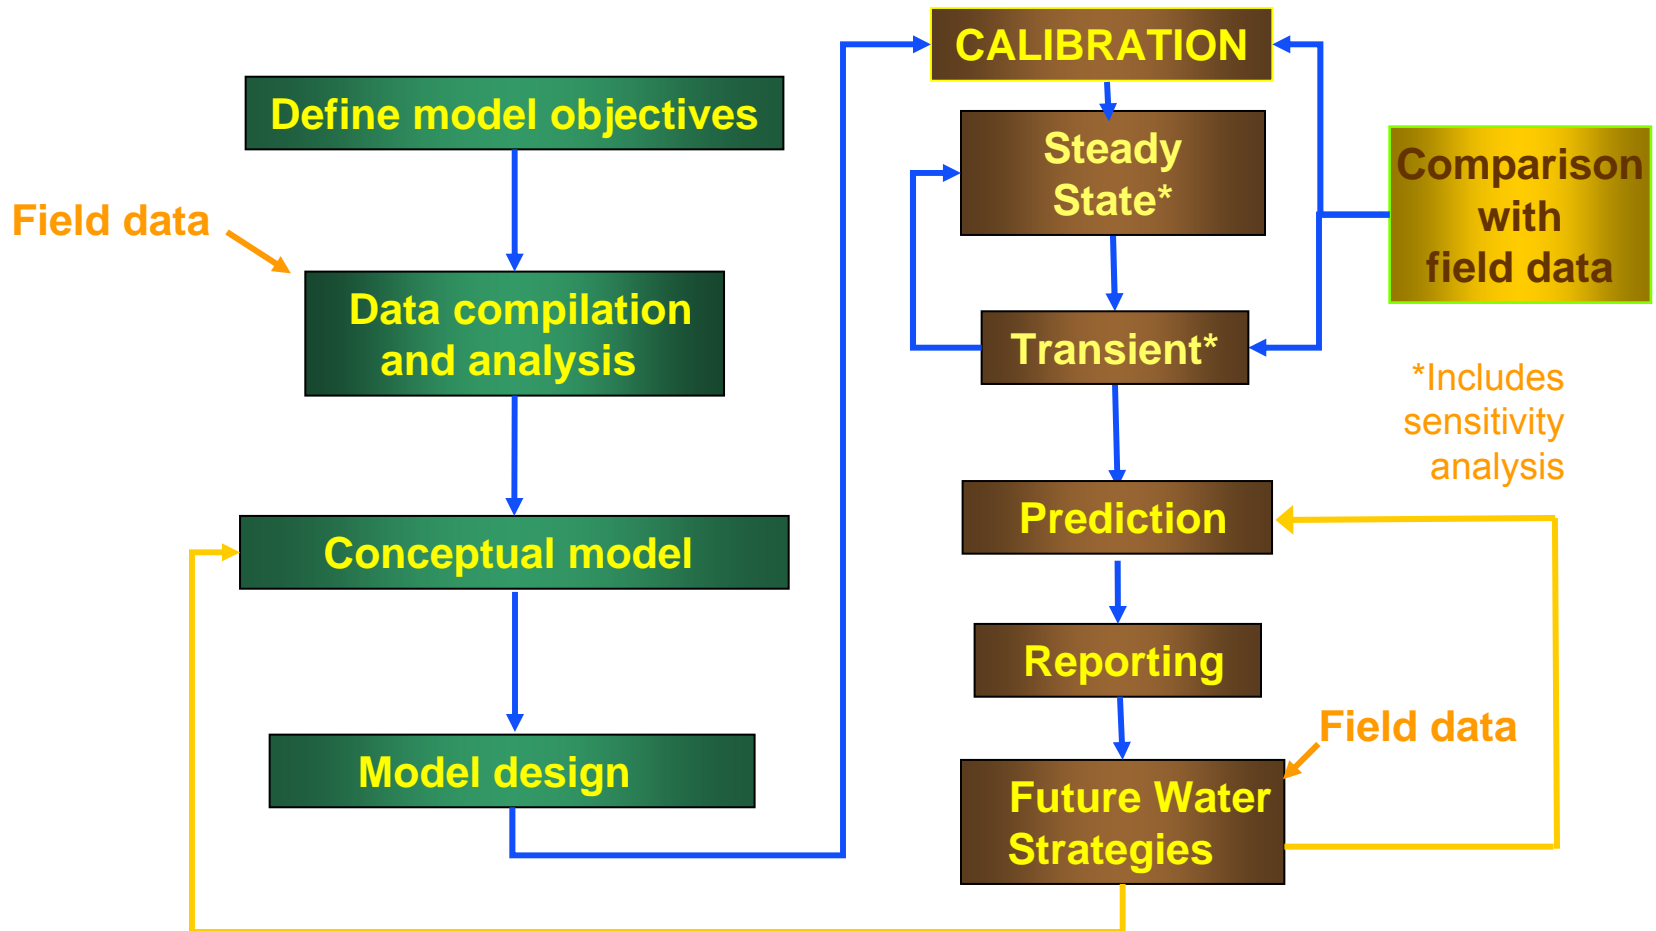 Define model objectives
Field data
Data compilation
and analysis
Conceptual model
Model design
CALIBRATION
Steady
State*
Transient*
Comparison
with
field data
*Includes
sensitivity
analysis
Prediction
Reporting
Field data
Future Water
Strategies